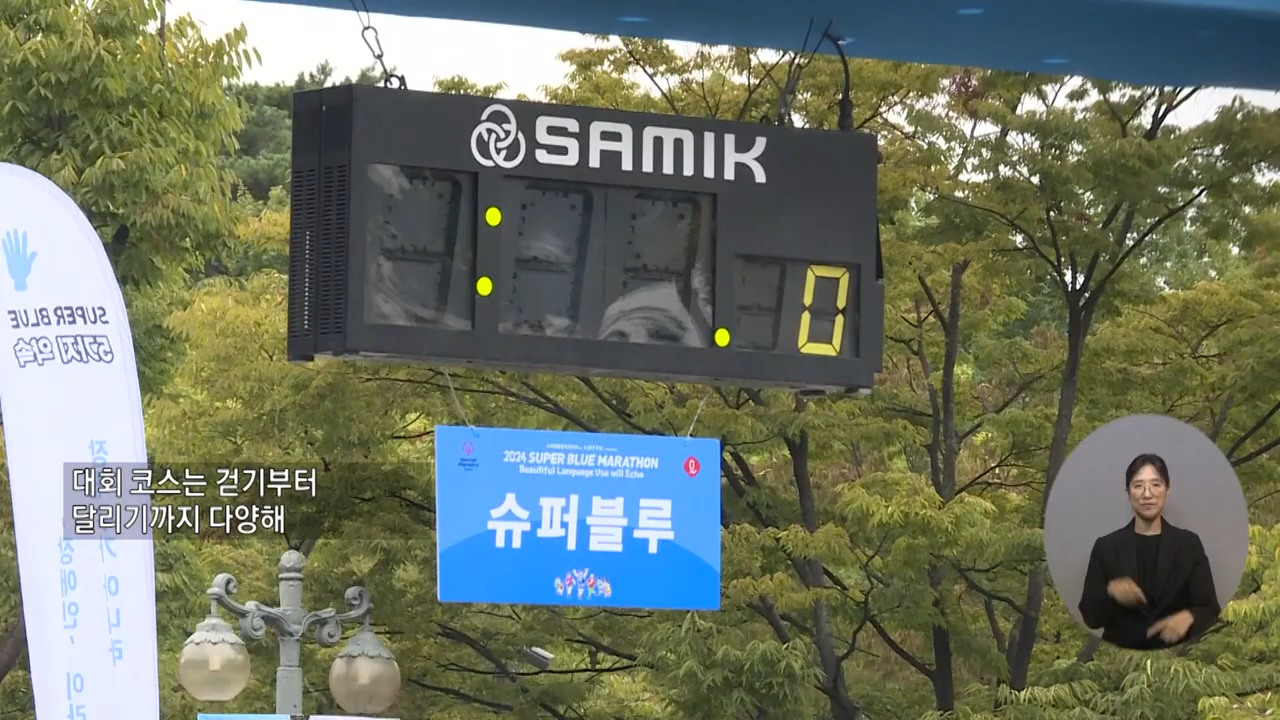 SAMIK
0
SUPER BLUE
5가지 약속
2024 SUPER BLUE MARATHON
Beautiful Language Use will Echo
슈퍼블루
대회 코스는 걷기부터
달리기까지 다양해